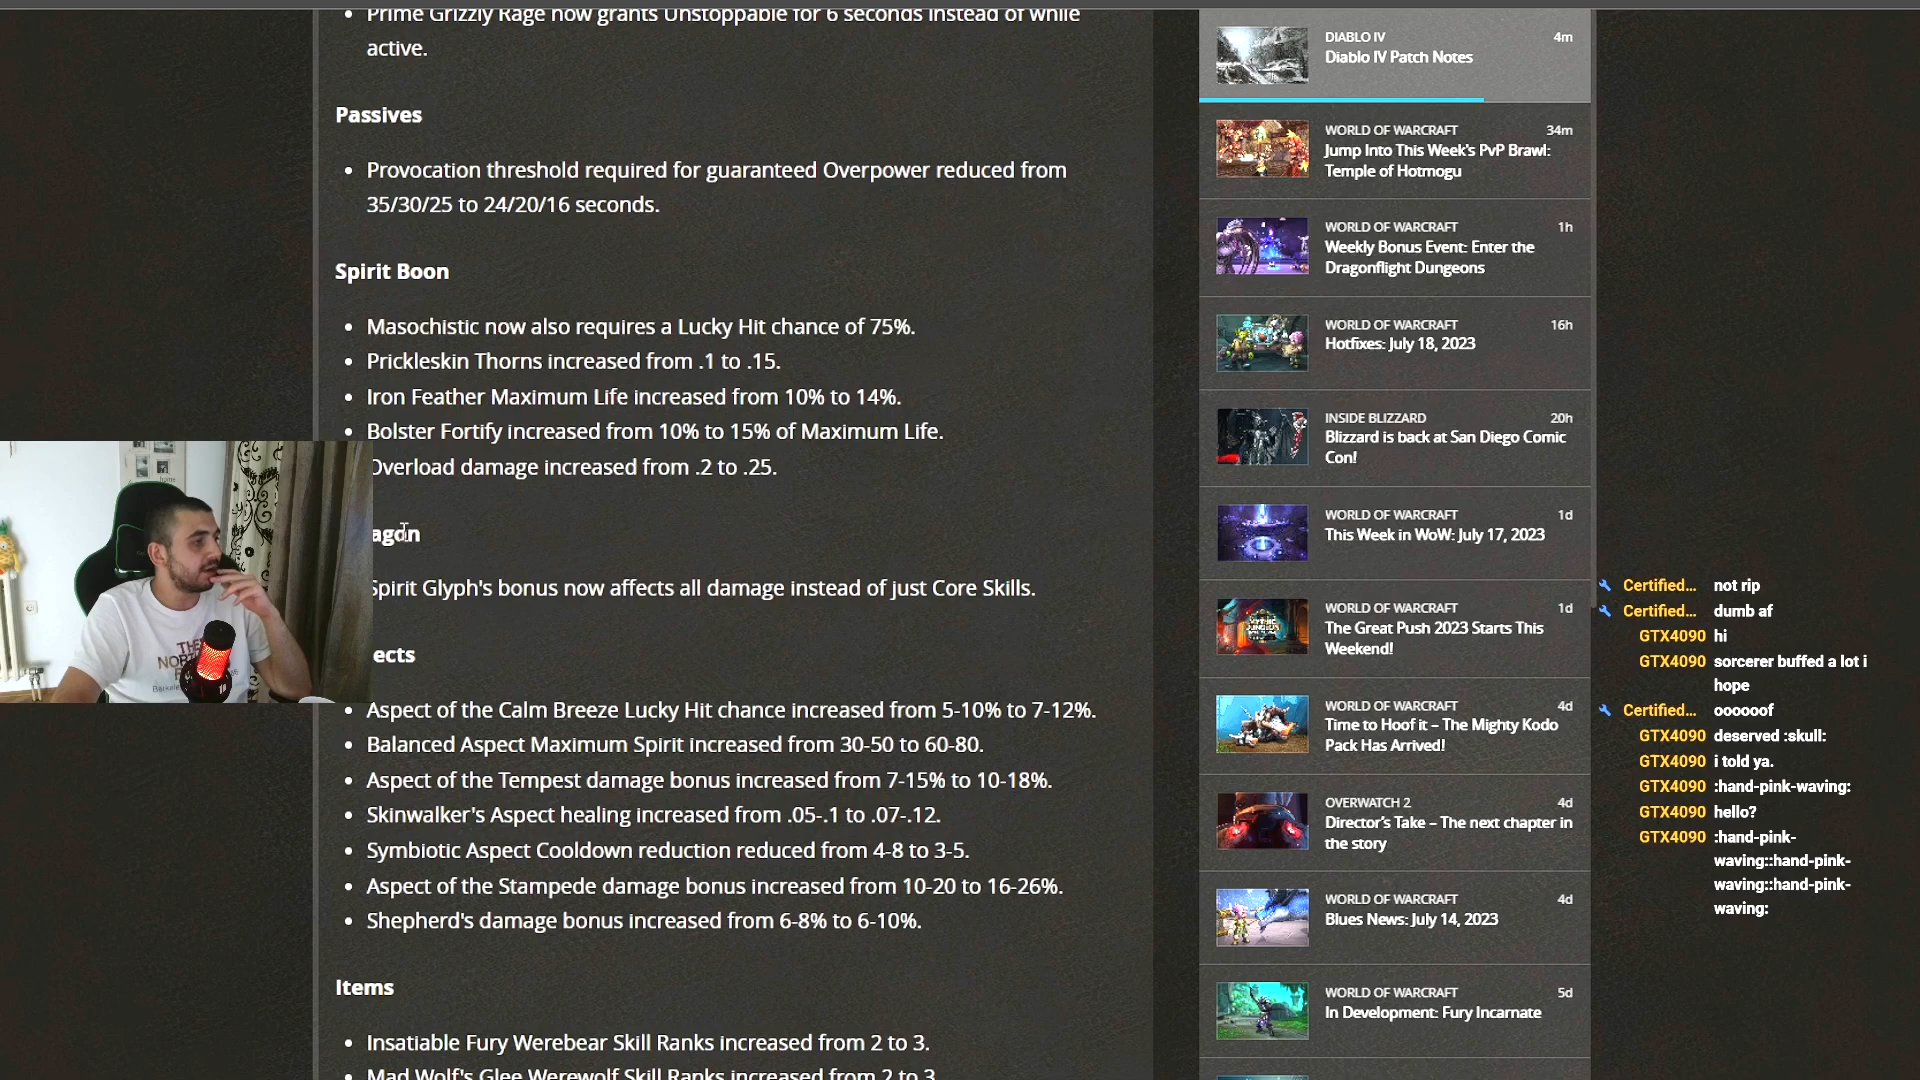 Prime Grizzly Rage now grants Unstoppable for 6 seconds instead of while
active.
Passives
Provocation threshold required for guaranteed Overpower reduced from
35/30/25 to 24/20/16 seconds.
Spirit Boon
Masochistic now also requires a Lucky Hit chance of 75%.
Prickleskin Thorns increased from .1 to .15.
Iron Feather Maximum Life increased from 10% to 14%.
Bolster Fortify increased from 10% to 15% of Maximum Life.
Overload damage increased from .2 to .25.
agon
Spirit Glyph's bonus now affects all damage instead of just Core Skills.
ects
Aspect of the Calm Breeze Lucky Hit chance increased from 5-10% to 7-12%.
Balanced Aspect Maximum Spirit increased from 30-50 to 60-80.
Aspect of the Tempest damage bonus increased from 7-15% to 10-18%.
Skinwalker's Aspect healing increased from .05-.1 to .07-.12.
Symbiotic Aspect Cooldown reduction reduced from 4-8 to 3-5.
Aspect of the Stampede damage bonus increased from 10-20 to 16-26%.
Shepherd's damage bonus increased from 6-8% to 6-10%.
Items
Insatiable Fury Werebear Skill Ranks increased from 2 to 3.
Mad Wolf's Glee Werewolf Skill Ranks increased from 2 to 3
DIABLO IV 4m
Diablo IV Patch Notes
WORLD OF WARCRAFT 34m
Jump Into This Week's PvP Brawl:
Temple of Hotmogu
WORLD OF WARCRAFT 1h
Weekly Bonus Event: Enter the
Dragonflight Dungeons
WORLD OF WARCRAFT 16h
Hotfixes: July 18, 2023
INSIDE BLIZZARD 20h
Blizzard is back at San Diego Comic
Con!
WORLD OF WARCRAFT 1d
This Week in WoW: July 17, 2023
WORLD OF WARCRAFT 1d
The Great Push 2023 Starts This
Weekend!
WORLD OF WARCRAFT 4d
Time to Hoof it – The Mighty Kodo
Pack Has Arrived!
OVERWATCH 2 4d
Director's Take – The next chapter in
the story
WORLD OF WARCRAFT 4d
Blues News: July 14, 2023
WORLD OF WARCRAFT 5d
In Development: Fury Incarnate
Certified... not rip
Certified... dumb af
GTX4090 hi
GTX4090 sorcerer buffed a lot i
hope
Certified... oooooof
GTX4090 deserved :skull:
GTX4090 i told ya.
GTX4090 :hand-pink-waving:
GTX4090 hello?
GTX4090 :hand-pink-
waving::hand-pink-
waving::hand-pink-
waving: